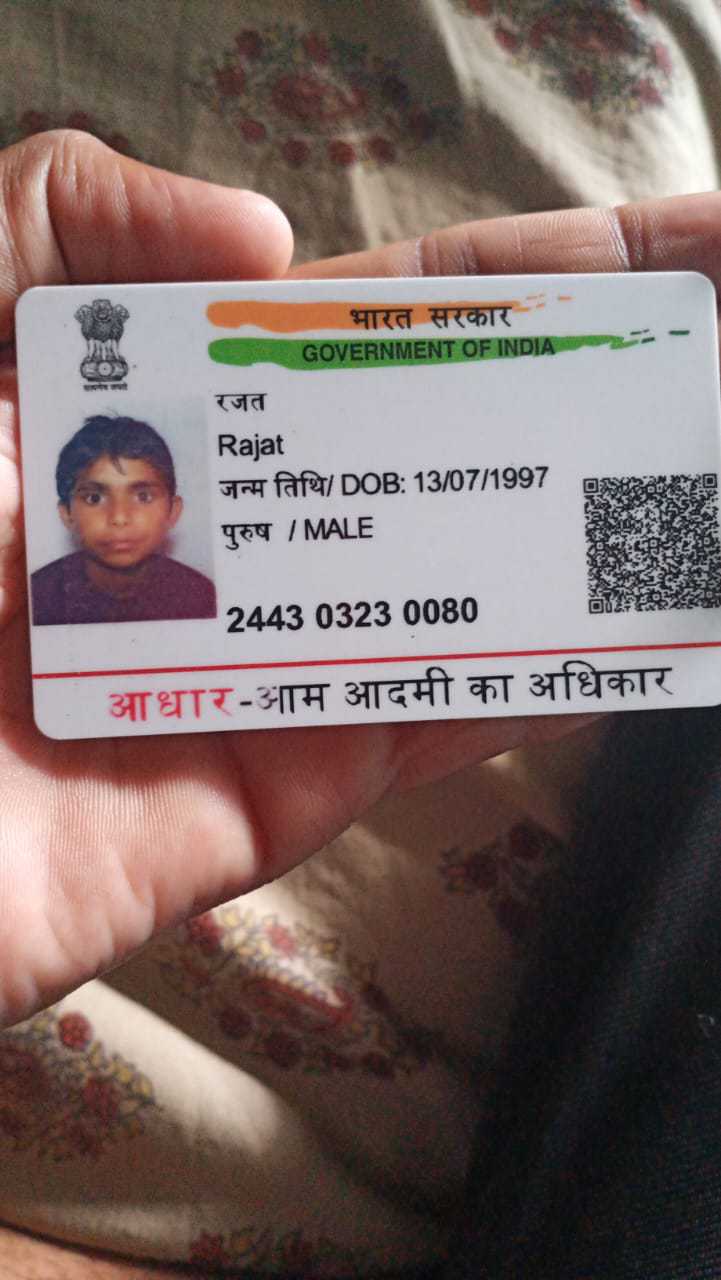 भारत सरकार
GOVERNMENT OF INDIA
सत्यमेव जयते
रजत
Rajat
जन्म तिथि/ DOB: 13/07/1997
पुरुष / MALE
2443 0323 0080
आधार-आम आदमी का अधिकार